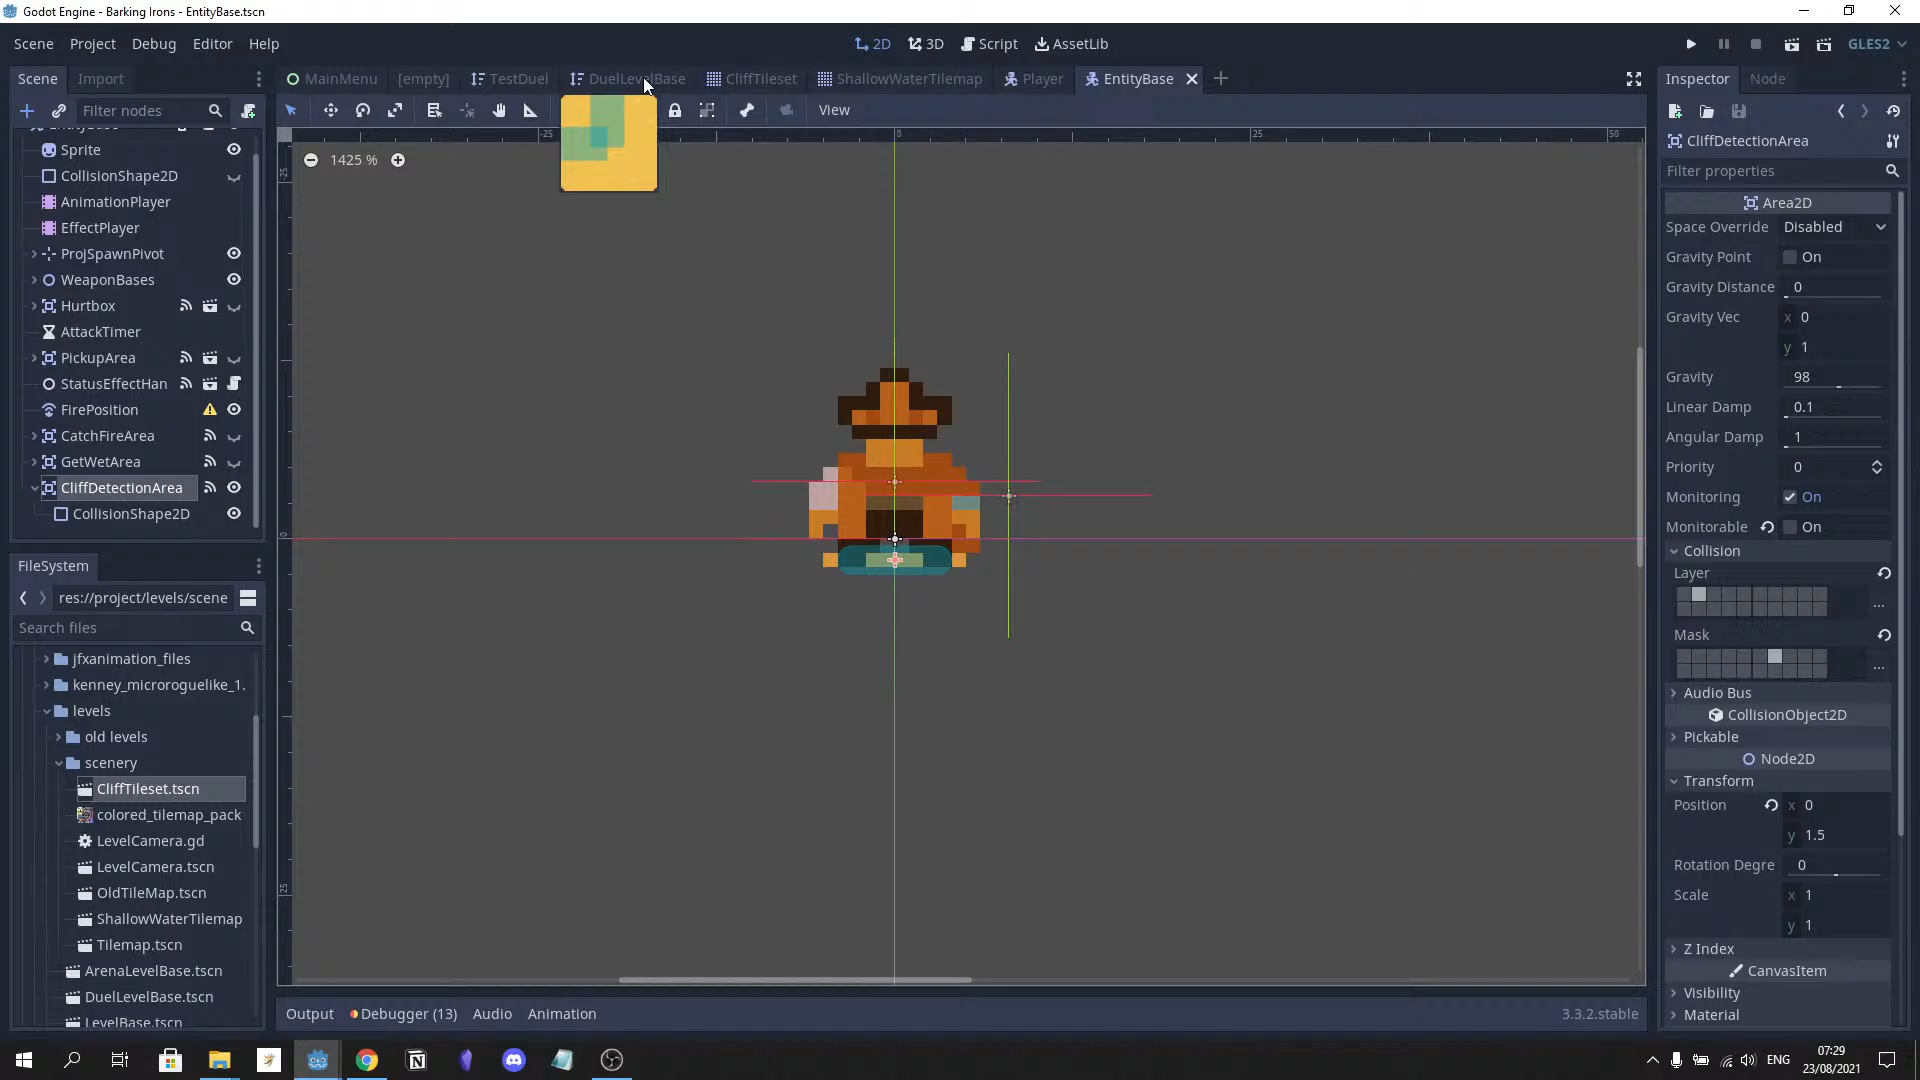 Godot Engine - Barking Irons - EntityBase.tscn
Scene Project Debug Editor Help
2D 3D Script AssetLib
GLES2
Scene Import
MainMenu [empty] TestDuel DuelLevelBase CliffTileset ShallowWaterTilemap Player EntityBase
Inspector Node
Filter nodes
View
Sprite
CollisionShape2D
AnimationPlayer
EffectPlayer
ProjSpawnPivot
WeaponBases
Hurtbox
AttackTimer
PickupArea
StatusEffectHan
FirePosition
CatchFireArea
GetWetArea
CliffDetectionArea
CollisionShape2D
FileSystem
res://project/levels/scene
Search files
jfxanimation_files
kenney_microroguelike_1.
levels
old levels
scenery
CliffTileset.tscn
colored_tilemap_pack
LevelCamera.gd
LevelCamera.tscn
OldTileMap.tscn
ShallowWaterTilemap
Tilemap.tscn
ArenaLevelBase.tscn
DuelLevelBase.tscn
LevelBase.tscn
-25 0 25 50
1425 %
-25
0
25
Output Debugger (13) Audio Animation
3.3.2.stable
CliffDetectionArea
Filter properties
Area2D
Space Override Disabled
Gravity Point On
Gravity Distance 0
Gravity Vec x 0
y 1
Gravity 98
Linear Damp 0.1
Angular Damp 1
Priority 0
Monitoring On
Monitorable On
Collision
Layer
...
Mask
...
Audio Bus
CollisionObject2D
Pickable
Node2D
Transform
Position x 0
y 1.5
Rotation Degre 0
Scale x 1
y 1
Z Index
CanvasItem
Visibility
Material
ENG
07:29
23/08/2021